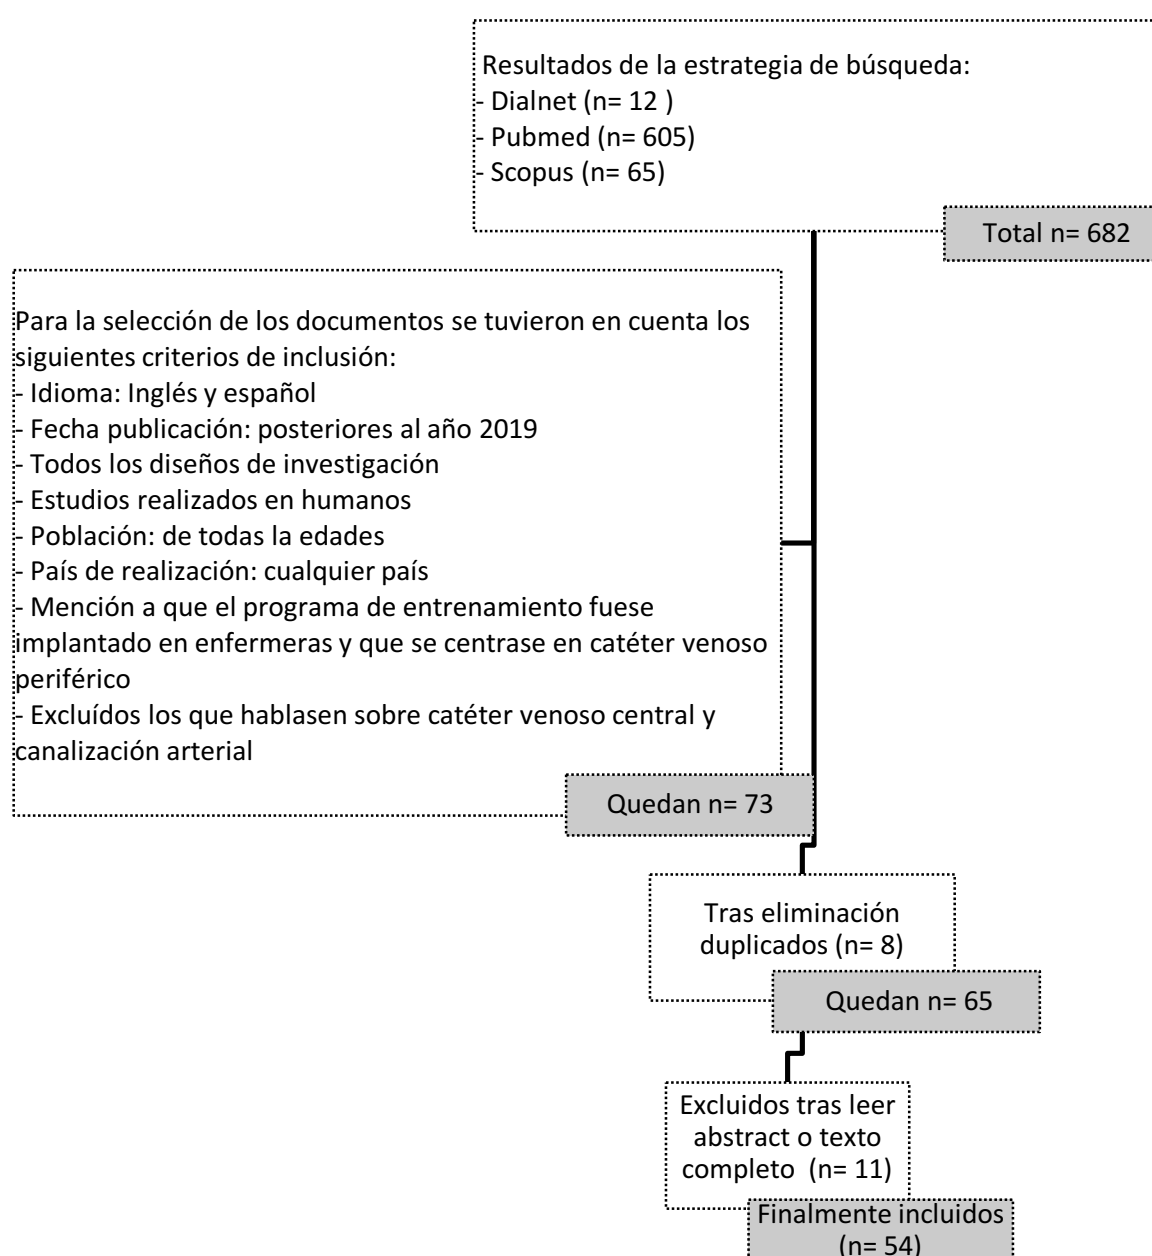 Resultados de la estrategia de búsqueda:
- Dialnet (n= 12 )
- Pubmed (n= 605)
- Scopus (n= 65)
Total n= 682
Para la selección de los documentos se tuvieron en cuenta los
siguientes criterios de inclusión:
- Idioma: Inglés y español
- Fecha publicación: posteriores al año 2019
- Todos los diseños de investigación
- Estudios realizados en humanos
- Población: de todas la edades
- País de realización: cualquier país
- Mención a que el programa de entrenamiento fuese
implantado en enfermeras y que se centrase en catéter venoso
periférico
- Excluídos los que hablasen sobre catéter venoso central y
canalización arterial
Quedan n= 73
Tras eliminación
duplicados (n= 8)
Quedan n= 65
Excluidos tras leer
abstract o texto
completo  (n= 11)
Finalmente incluidos
(n= 54)